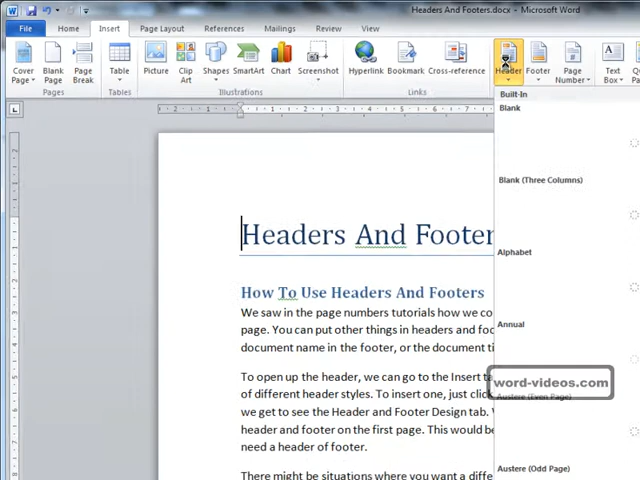 Headers And Footers.docx - Microsoft Word
File Home Insert Page Layout References Mailings Review View
Cover Page Blank Page Page Break Table Picture Clip Art Shapes SmartArt Chart Screenshot Hyperlink Bookmark Cross-reference Header Footer Page Number Text Box
Pages Tables Illustrations Links
Built-In
Blank
Blank (Three Columns)
Alphabet
Annual
Austere (Even Page)
Austere (Odd Page)
word-videos.com
Headers And Footer
How To Use Headers And Footers
We saw in the page numbers tutorials how we co
page. You can put other things in headers and foo
document name in the footer, or the document ti
To open up the header, we can go to the Insert ta
of different header styles. To insert one, just click
we get to see the Header and Footer Design tab. W
header and footer on the first page. This would be
need a header of footer.
There might be situations where you want a diffe